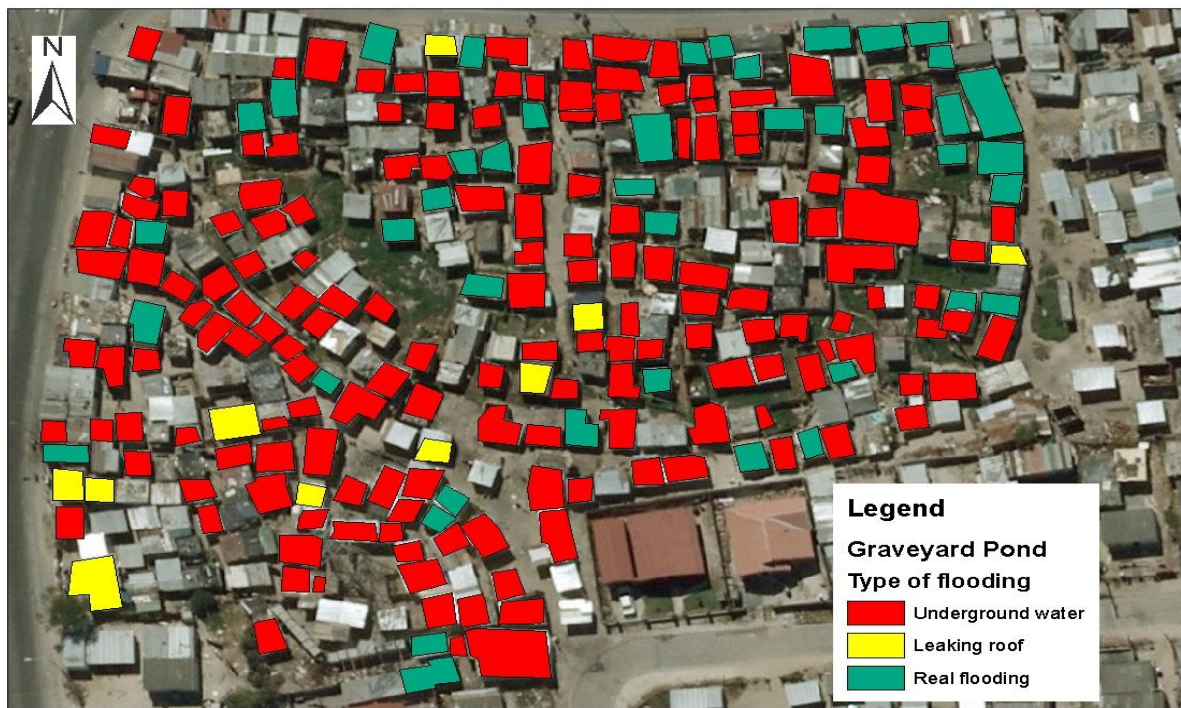 N
Legend
Graveyard Pond
Type of flooding
Underground water
Leaking roof
Real flooding